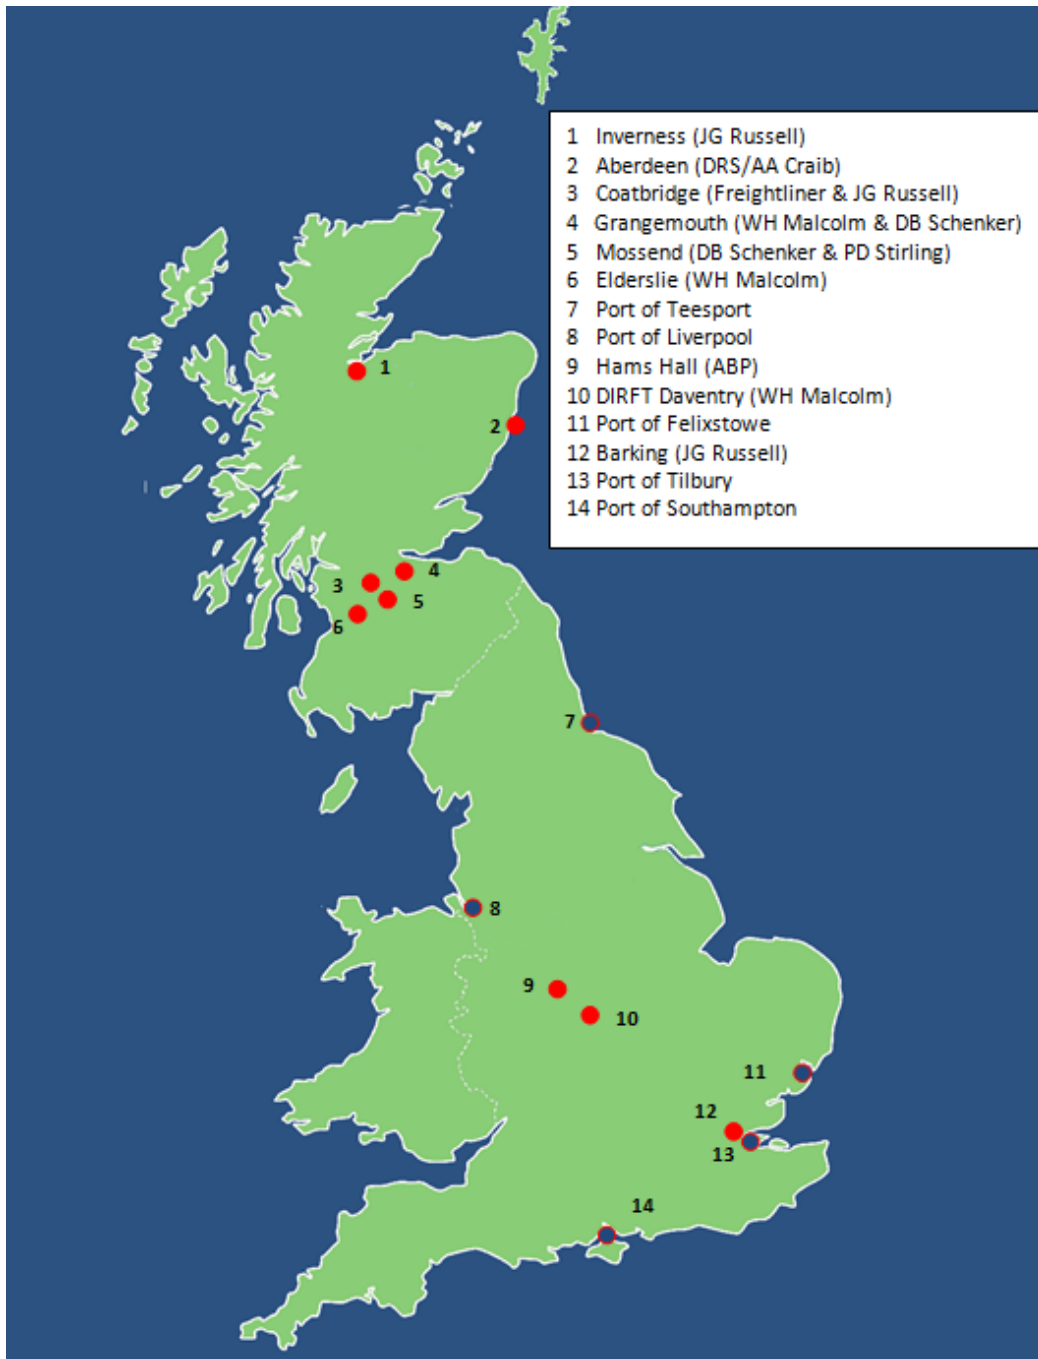 1 Inverness (JG Russell)
2 Aberdeen (DRS/AA Craib)
3 Coatbridge (Freightliner & JG Russell)
4 Grangemouth (WH Malcolm & DB Schenker)
5 Mossend (DB Schenker & PD Stirling)
6 Elderslie (WH Malcolm)
7 Port of Teesport
8 Port of Liverpool
9 Hams Hall (ABP)
10 DIRFT Daventry (WH Malcolm)
11 Port of Felixstowe
12 Barking (JG Russell)
13 Port of Tilbury
14 Port of Southampton
1
2
3
4
5
6
7
8
9
10
11
12
13
14